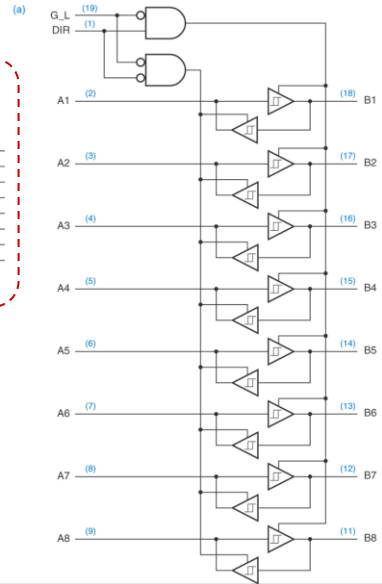 (a)
G_L (19)
DIR (1)
A1 (2) (18) B1
A2 (3) (17) B2
A3 (4) (16) B3
A4 (5) (15) B4
A5 (6) (14) B5
A6 (7) (13) B6
A7 (8) (12) B7
A8 (9) (11) B8